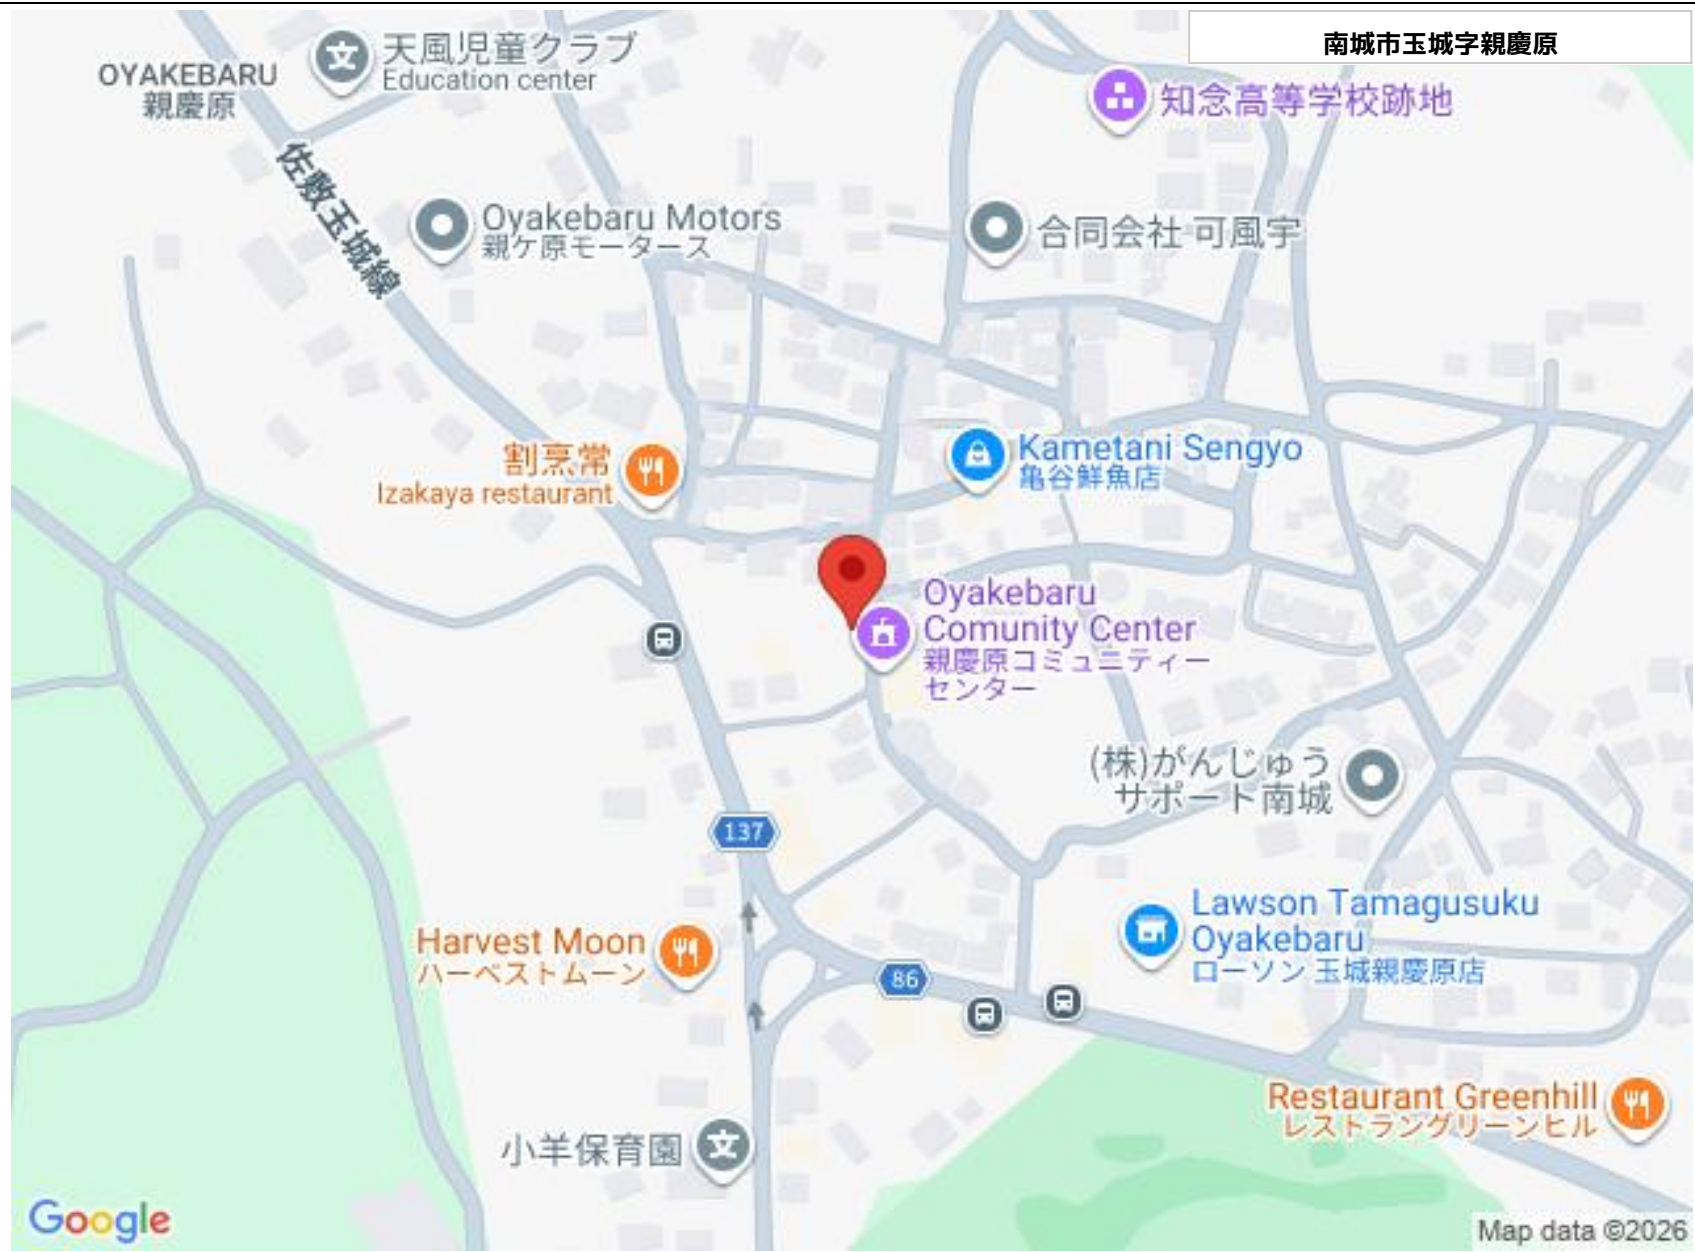 南城市玉城字親慶原
天風児童クラブ
Education center
OYAKEBARU
親慶原
知念高等学校跡地
佐敷玉城線
Oyakebaru Motors
親ケ原モータース
合同会社 可風宇
割烹常
Izakaya restaurant
Kametani Sengyo
亀谷鮮魚店
Oyakebaru
Comunity Center
親慶原コミュニティー
センター
(株)がんじゅう
サポート南城
137
Lawson Tamagusuku
Oyakebaru
ローソン 玉城親慶原店
Harvest Moon
ハーベストムーン
86
Restaurant Greenhill
レストラングリーンヒル
小羊保育園
Google
Map data ©2026